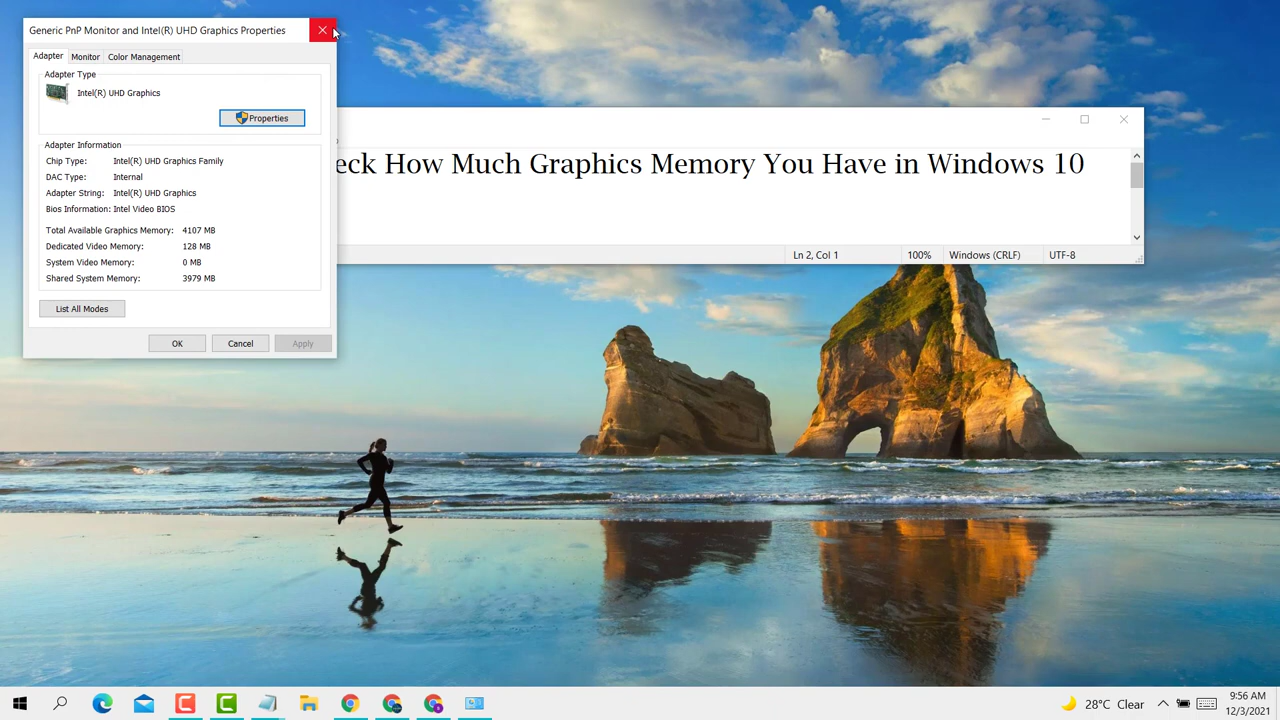 Generic PnP Monitor and Intel(R) UHD Graphics Properties
Adapter Monitor Color Management
Adapter Type
Intel(R) UHD Graphics
Properties
Adapter Information
Chip Type: Intel(R) UHD Graphics Family
DAC Type: Internal
Adapter String: Intel(R) UHD Graphics
Bios Information: Intel Video BIOS
Total Available Graphics Memory: 4107 MB
Dedicated Video Memory: 128 MB
System Video Memory: 0 MB
Shared System Memory: 3979 MB
List All Modes
OK Cancel Apply
eck How Much Graphics Memory You Have in Windows 10
Ln 2, Col 1 100% Windows (CRLF) UTF-8
28°C Clear
9:56 AM
12/3/2021